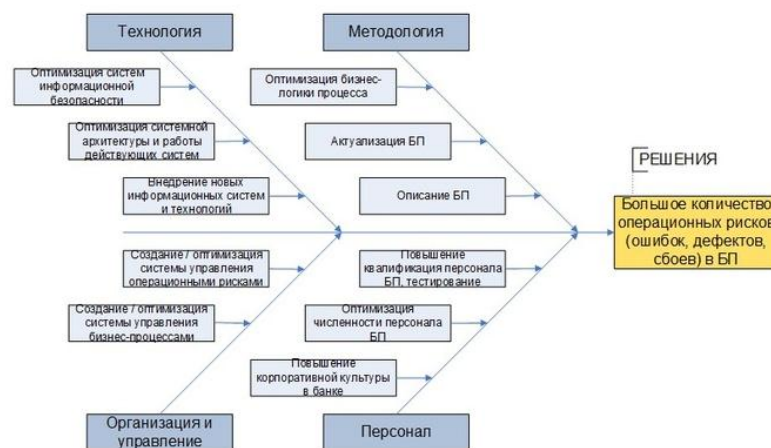 Технология
Методология
Оптимизация систем
информационной
безопасности
Оптимизация бизнес-
логики процесса
Оптимизация системной
архитектуры и работы
действующих систем
Актуализация БП
РЕШЕНИЯ
Внедрение новых
информационных систем
и технологий
Описание БП
Большое количество
операционных рисков
(ошибок, дефектов,
сбоев) в БП
Создание / оптимизация
системы управления
операционными рисками
Повышение
квалификация персонала
БП, тестирование
Создание / оптимизация
системы управления
бизнес-процессами
Оптимизация
численности персонала
БП
Повышение
корпоративной культуры
в банке
Организация и
управление
Персонал